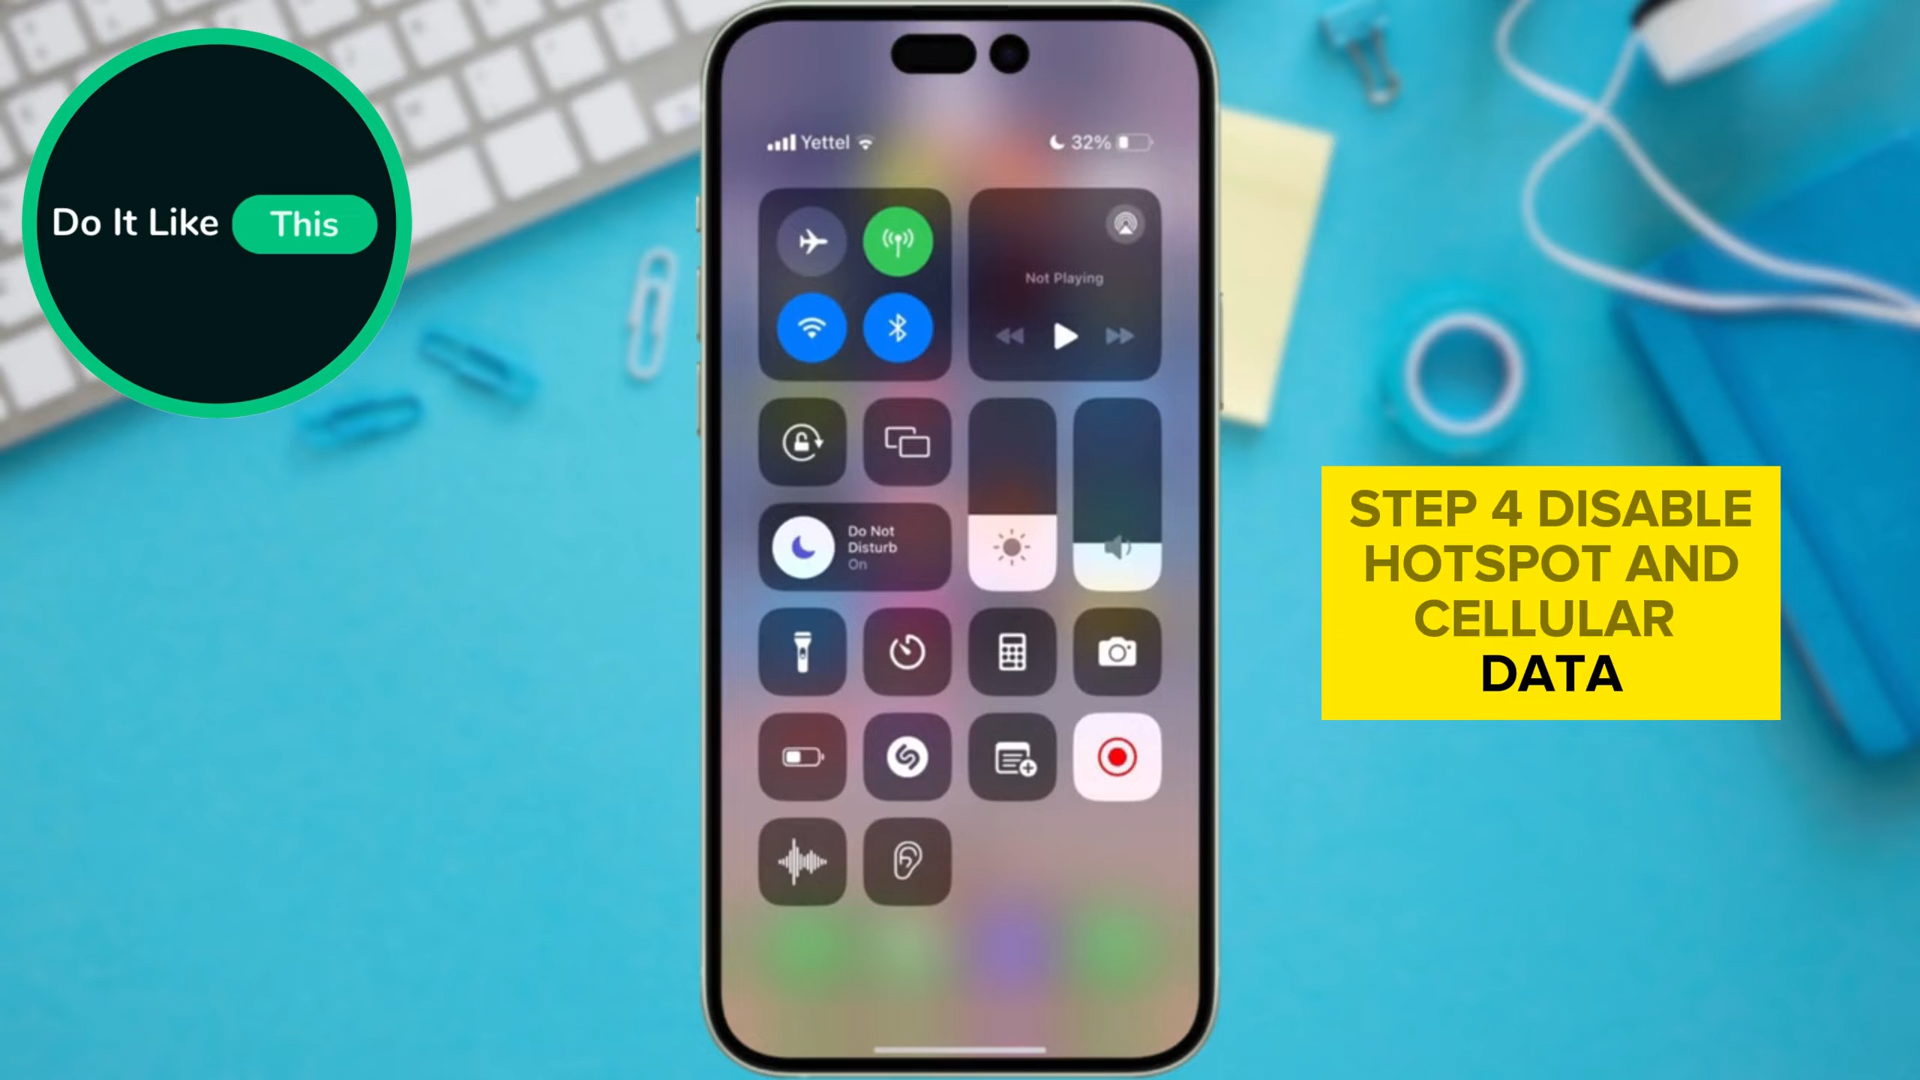 Do It Like This
Yettel
32%
Not Playing
Do Not
Disturb
On
STEP 4 DISABLE
HOTSPOT AND
CELLULAR
DATA